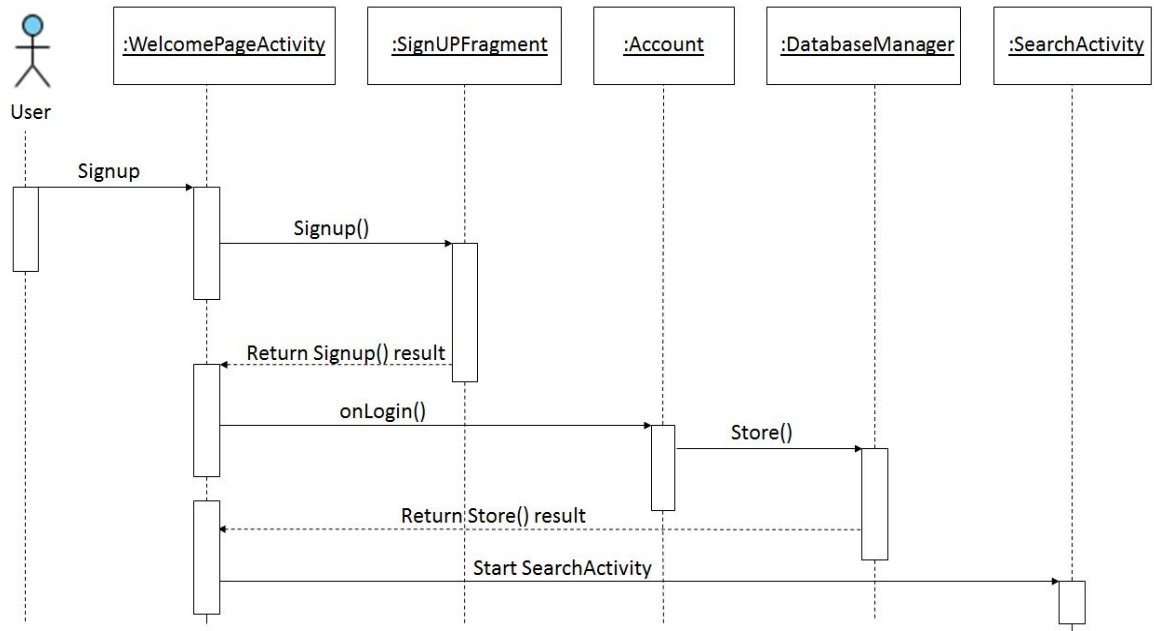 :WelcomePageActivity
:SignUPFragment
:Account
:DatabaseManager
:SearchActivity
User
Signup
Signup()
Return Signup() result
onLogin()
Store()
Return Store() result
Start SearchActivity